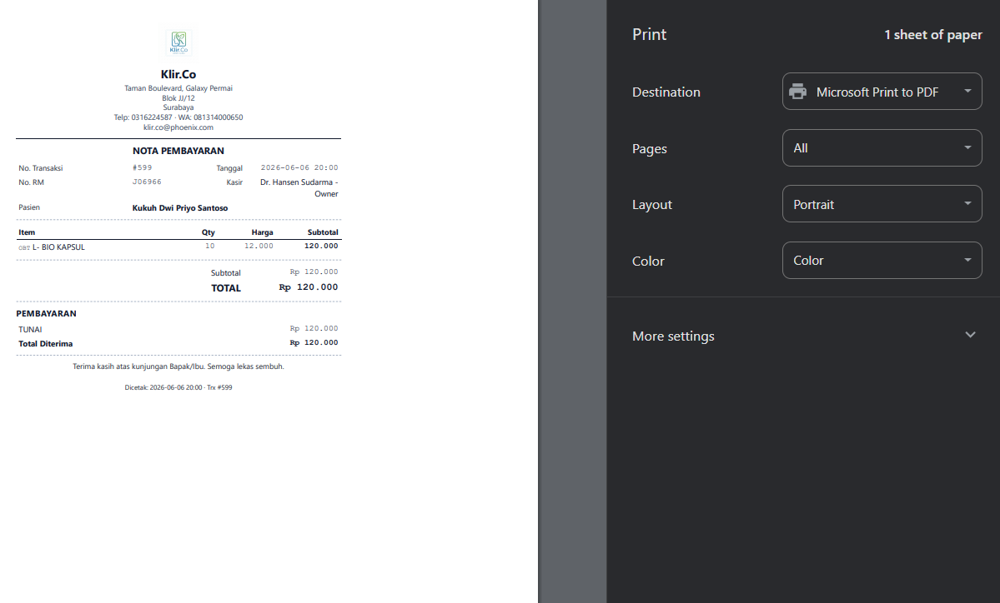 Klir.Co
Klir.Co
Taman Boulevard, Galaxy Permai
Blok JJ/12
Surabaya
Telp: 0316224587 · WA: 081314000650
klir.co@phoenix.com
NOTA PEMBAYARAN
No. Transaksi #599 Tanggal 2026-06-06 20:00
No. RM J06966 Kasir Dr. Hansen Sudarma -
Owner
Pasien Kukuh Dwi Priyo Santoso
Item Qty Harga Subtotal
OBT L- BIO KAPSUL 10 12.000 120.000
Subtotal Rp 120.000
TOTAL Rp 120.000
PEMBAYARAN
TUNAI Rp 120.000
Total Diterima Rp 120.000
Terima kasih atas kunjungan Bapak/Ibu. Semoga lekas sembuh.
Dicetak: 2026-06-06 20:00 · Trx #599
Print 1 sheet of paper
Destination Microsoft Print to PDF
Pages All
Layout Portrait
Color Color
More settings